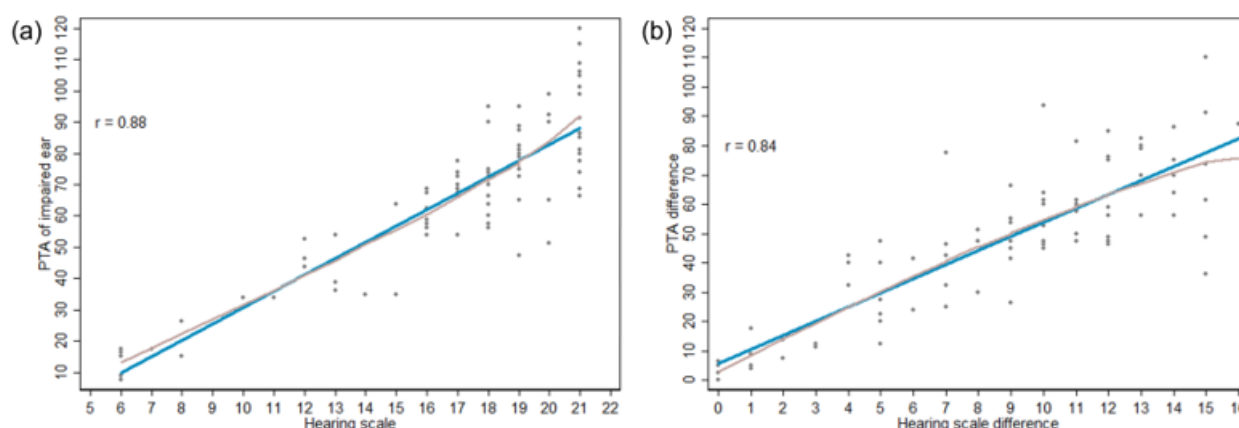 (a)
PTA of impaired ear
120
110
100
90
80
70
60
50
40
30
20
10
r = 0.88
5 6 7 8 9 10 11 12 13 14 15 16 17 18 19 20 21 22
Hearing scale
(b)
PTA difference
120
110
100
90
80
70
60
50
40
30
20
10
0
r = 0.84
0 1 2 3 4 5 6 7 8 9 10 11 12 13 14 15 16
Hearing scale difference